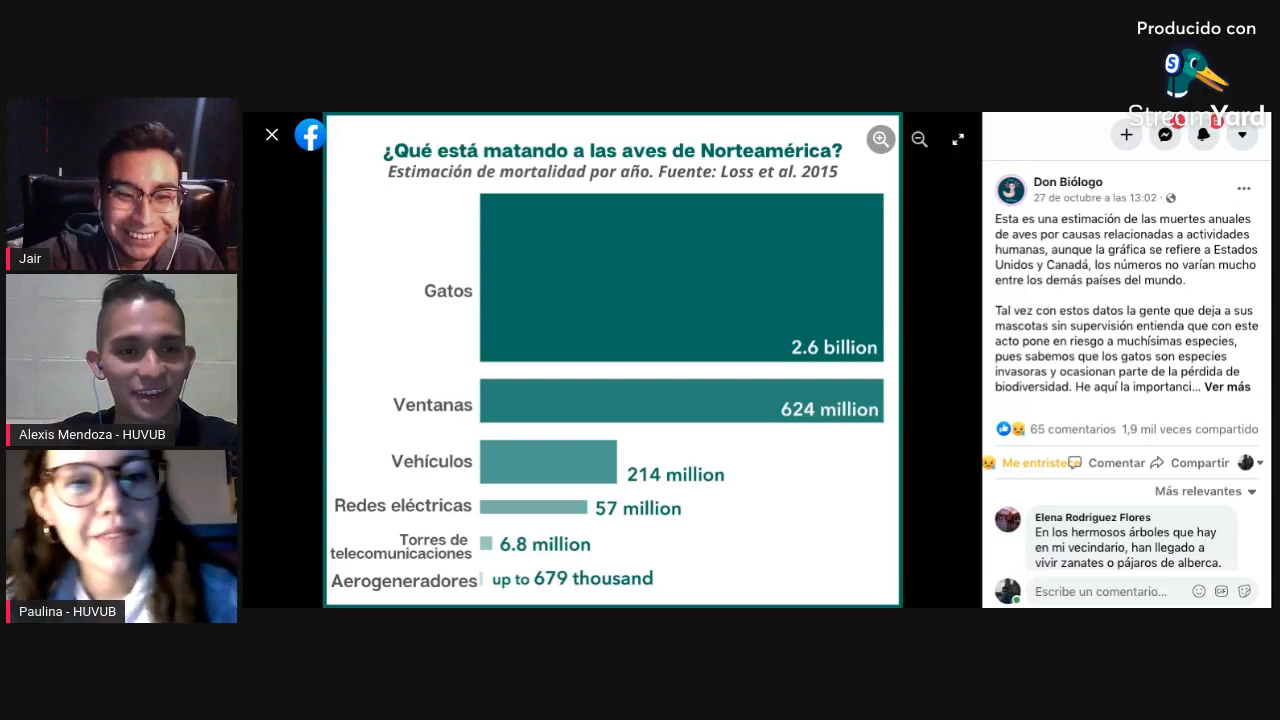 Producido con
S
StreamYard
Jair
Alexis Mendoza - HUVUB
Paulina - HUVUB
¿Qué está matando a las aves de Norteamérica?
Estimación de mortalidad por año. Fuente: Loss et al. 2015
Gatos
2.6 billion
Ventanas
624 million
Vehículos
214 million
Redes eléctricas
57 million
Torres de
telecomunicaciones
6.8 million
Aerogeneradores
up to 679 thousand
Don Biólogo
27 de octubre a las 13:02 ·
Esta es una estimación de las muertes anuales
de aves por causas relacionadas a actividades
humanas, aunque la gráfica se refiere a Estados
Unidos y Canadá, los números no varían mucho
entre los demás países del mundo.
Tal vez con estos datos la gente que deja a sus
mascotas sin supervisión entienda que con este
acto pone en riesgo a muchísimas especies,
pues sabemos que los gatos son especies
invasoras y ocasionan parte de la pérdida de
biodiversidad. He aquí la importanci... Ver más
65 comentarios 1,9 mil veces compartido
Me entristece Comentar Compartir
Más relevantes
Elena Rodriguez Flores
En los hermosos árboles que hay
en mi vecindario, han llegado a
vivir zanates o pájaros de alberca.
Escribe un comentario...
GIF